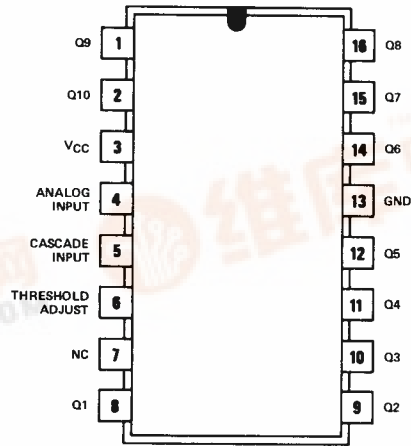 Q9 1
16 Q8
Q10 2
15 Q7
VCC 3
14 Q6
ANALOG
INPUT 4
13 GND
CASCADE
INPUT 5
12 Q5
THRESHOLD
ADJUST 6
11 Q4
NC 7
10 Q3
Q1 8
9 Q2